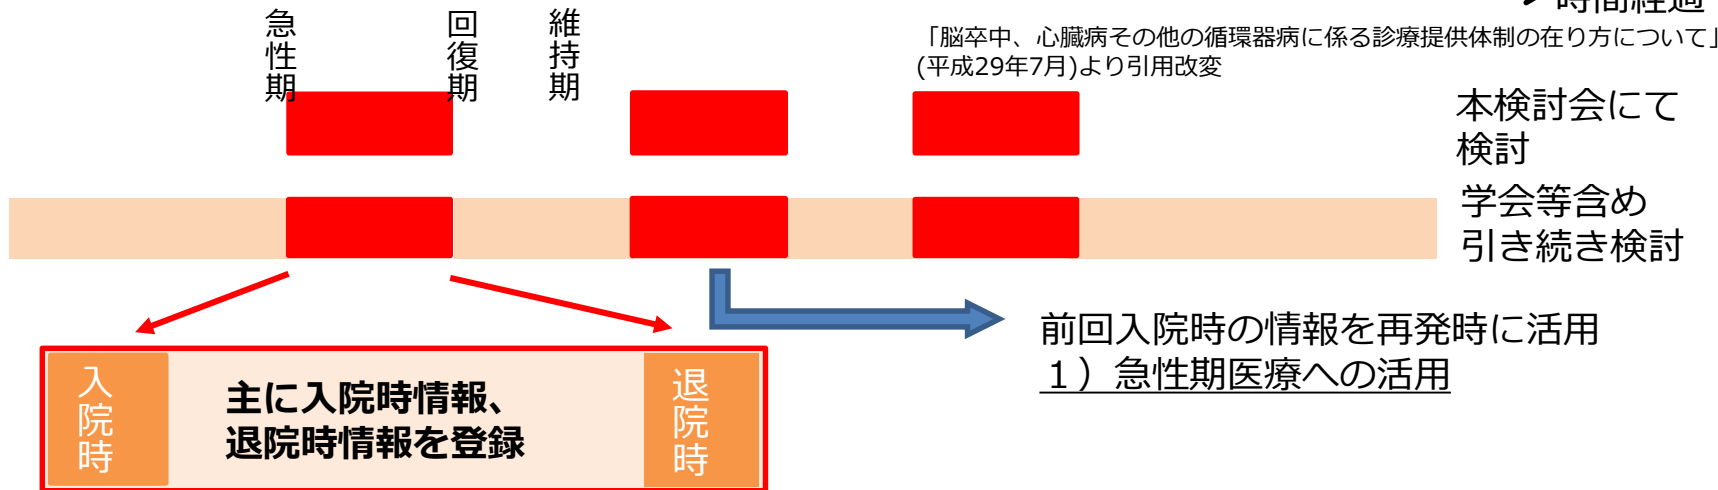 時間経過
急性期
回復期
維持期
「脳卒中、心臓病その他の循環器病に係る診療提供体制の在り方について」
(平成29年7月)より引用改変
本検討会にて
検討
学会等含め
引き続き検討
前回入院時の情報を再発時に活用
１）急性期医療への活用
入院時
主に入院時情報、
退院時情報を登録
退院時